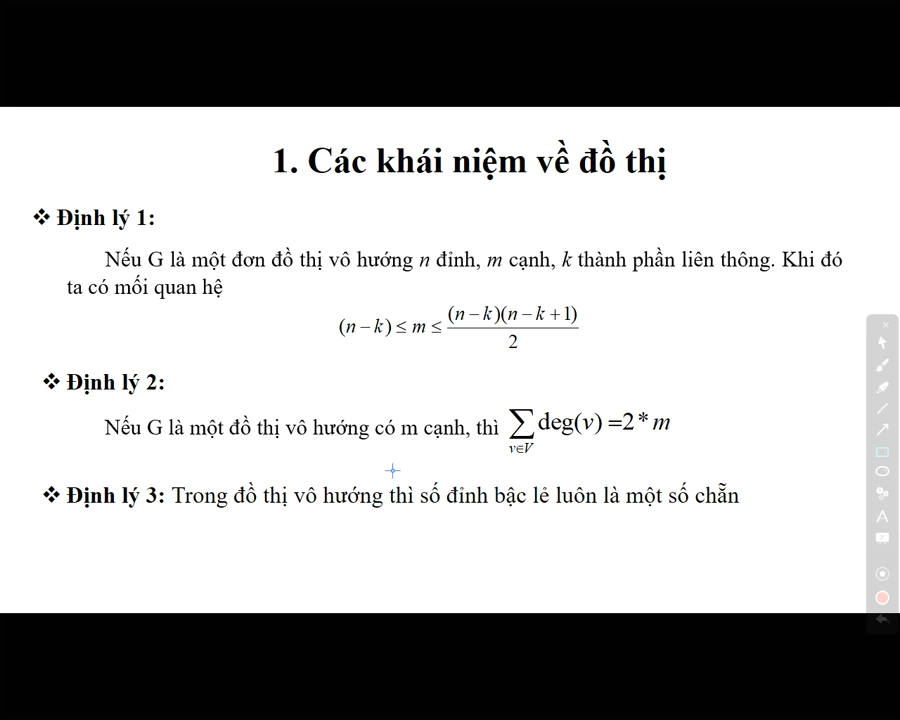 1. Các khái niệm về đồ thị
❖ Định lý 1:
Nếu G là một đơn đồ thị vô hướng n đỉnh, m cạnh, k thành phần liên thông. Khi đó
ta có mối quan hệ
(n − k) ≤ m ≤ (n − k)(n − k + 1) / 2
❖ Định lý 2:
Nếu G là một đồ thị vô hướng có m cạnh, thì ∑_{v∈V} deg(v) =2 * m
❖ Định lý 3: Trong đồ thị vô hướng thì số đỉnh bậc lẻ luôn là một số chẵn